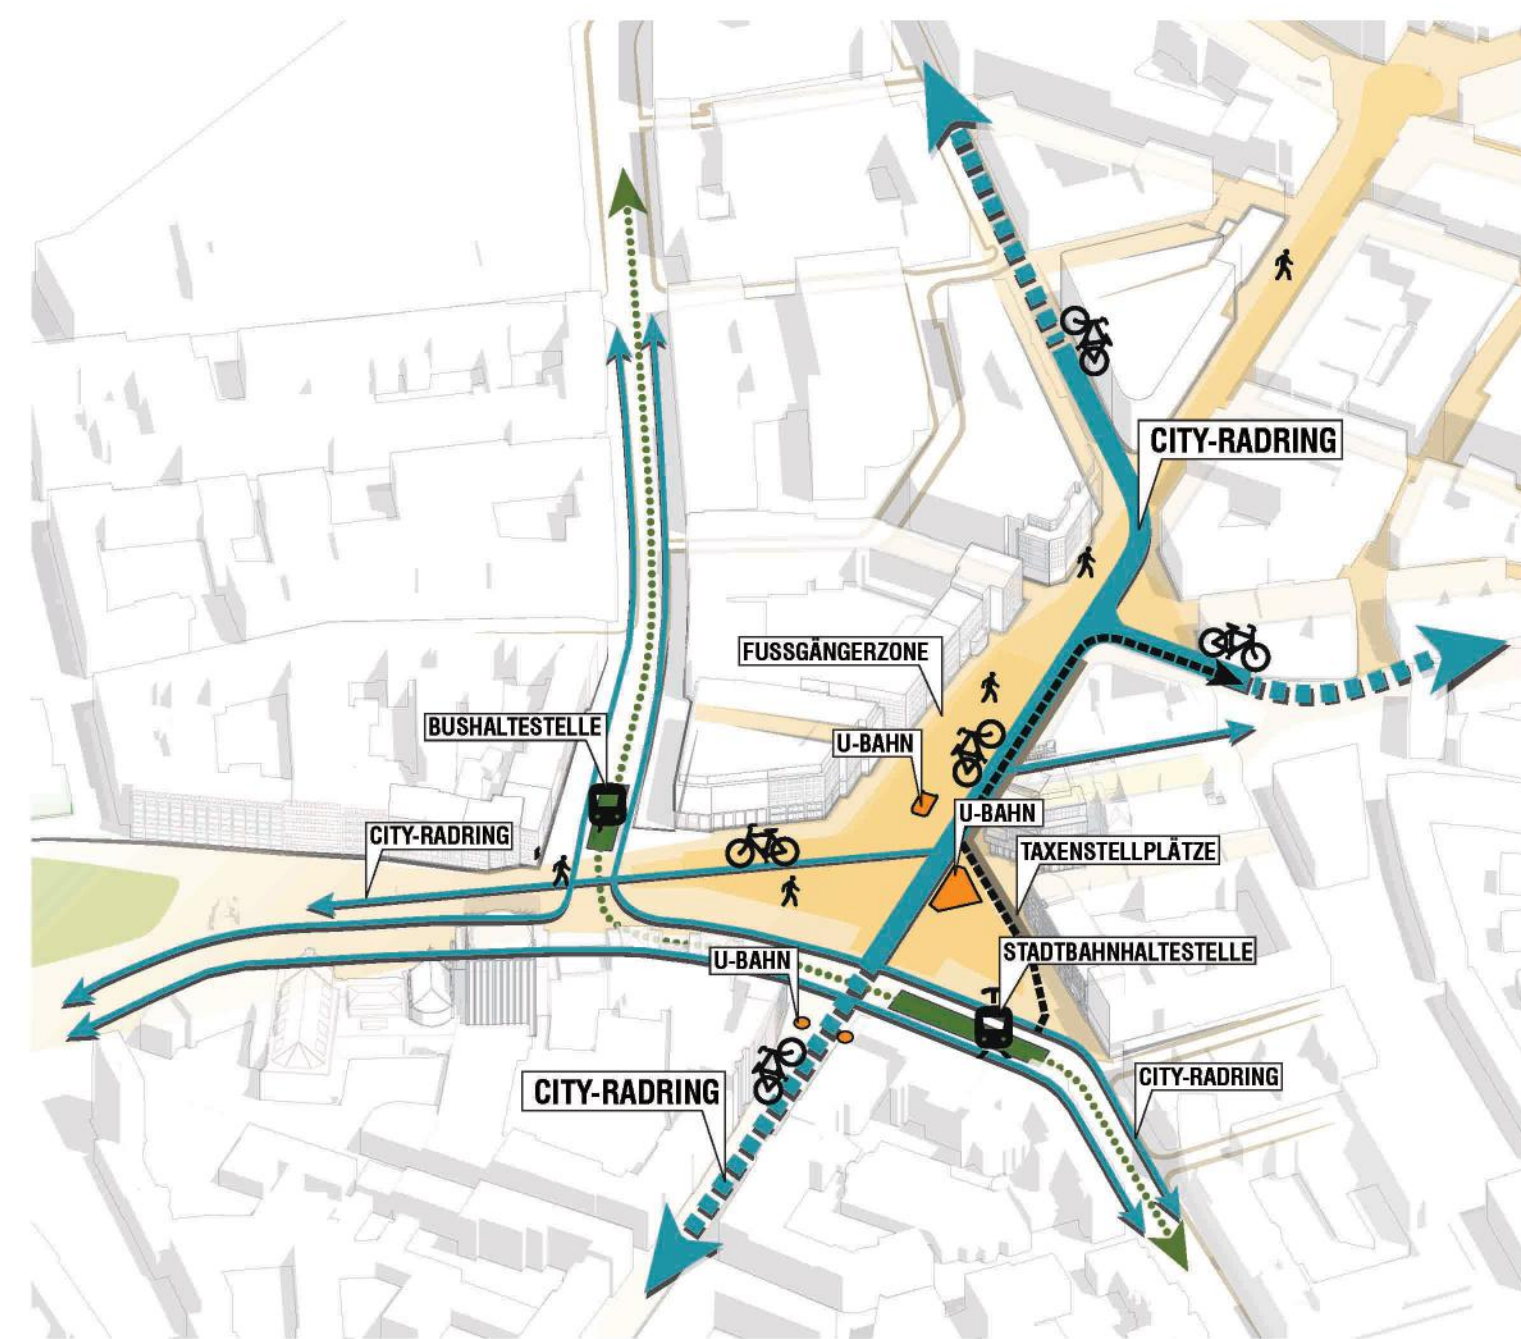 CITY-RADRING
FUSSGÄNGERZONE
BUSHALTESTELLE
U-BAHN
U-BAHN
CITY-RADRING
TAXENSTELLPLÄTZE
STADTBAHNHALTESTELLE
U-BAHN
CITY-RADRING
CITY-RADRING